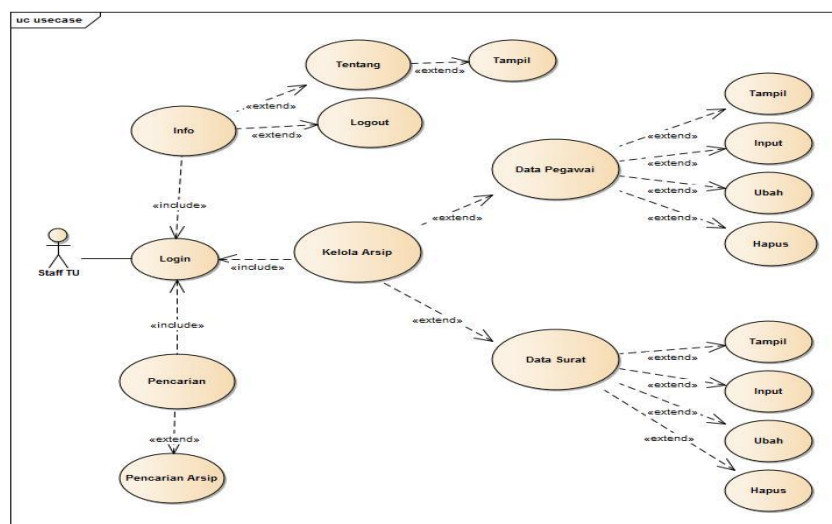 uc usecase
Tentang
«extend»
Tampil
«extend»
Info
«extend»
Logout
«include»
Staff TU
Login
«include»
Kelola Arsip
«extend»
Data Pegawai
«extend»
Tampil
«extend»
Input
«extend»
Ubah
«extend»
Hapus
«extend»
Data Surat
«extend»
Tampil
«extend»
Input
«extend»
Ubah
«extend»
Hapus
«include»
Pencarian
«extend»
Pencarian Arsip